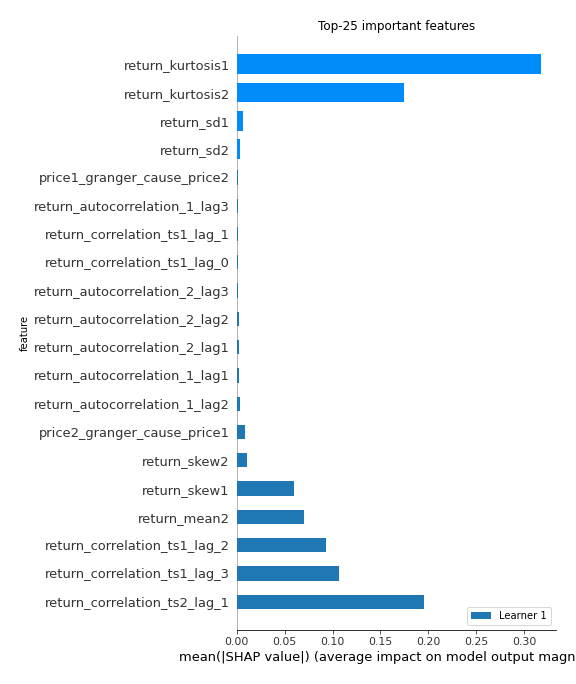 Top-25 important features
return_kurtosis1
return_kurtosis2
return_sd1
return_sd2
price1_granger_cause_price2
return_autocorrelation_1_lag3
return_correlation_ts1_lag_1
return_correlation_ts1_lag_0
return_autocorrelation_2_lag3
return_autocorrelation_2_lag2
return_autocorrelation_2_lag1
return_autocorrelation_1_lag1
return_autocorrelation_1_lag2
price2_granger_cause_price1
return_skew2
return_skew1
return_mean2
return_correlation_ts1_lag_2
return_correlation_ts1_lag_3
return_correlation_ts2_lag_1
feature
Learner 1
0.00 0.05 0.10 0.15 0.20 0.25 0.30
mean(|SHAP value|) (average impact on model output magn